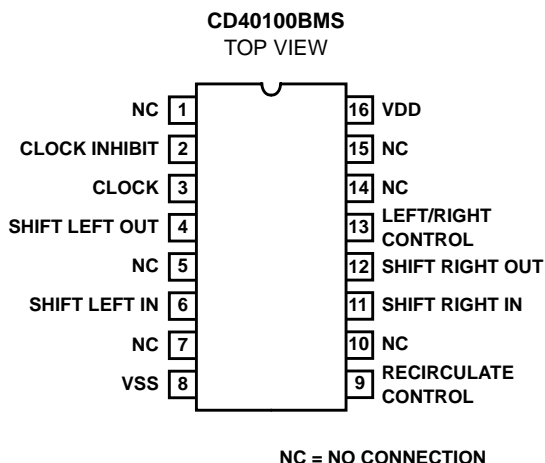 CD40100BMS
TOP VIEW
NC 1
CLOCK INHIBIT 2
CLOCK 3
SHIFT LEFT OUT 4
NC 5
SHIFT LEFT IN 6
NC 7
VSS 8
16 VDD
15 NC
14 NC
13 LEFT/RIGHT
CONTROL
12 SHIFT RIGHT OUT
11 SHIFT RIGHT IN
10 NC
9 RECIRCULATE
CONTROL
NC = NO CONNECTION